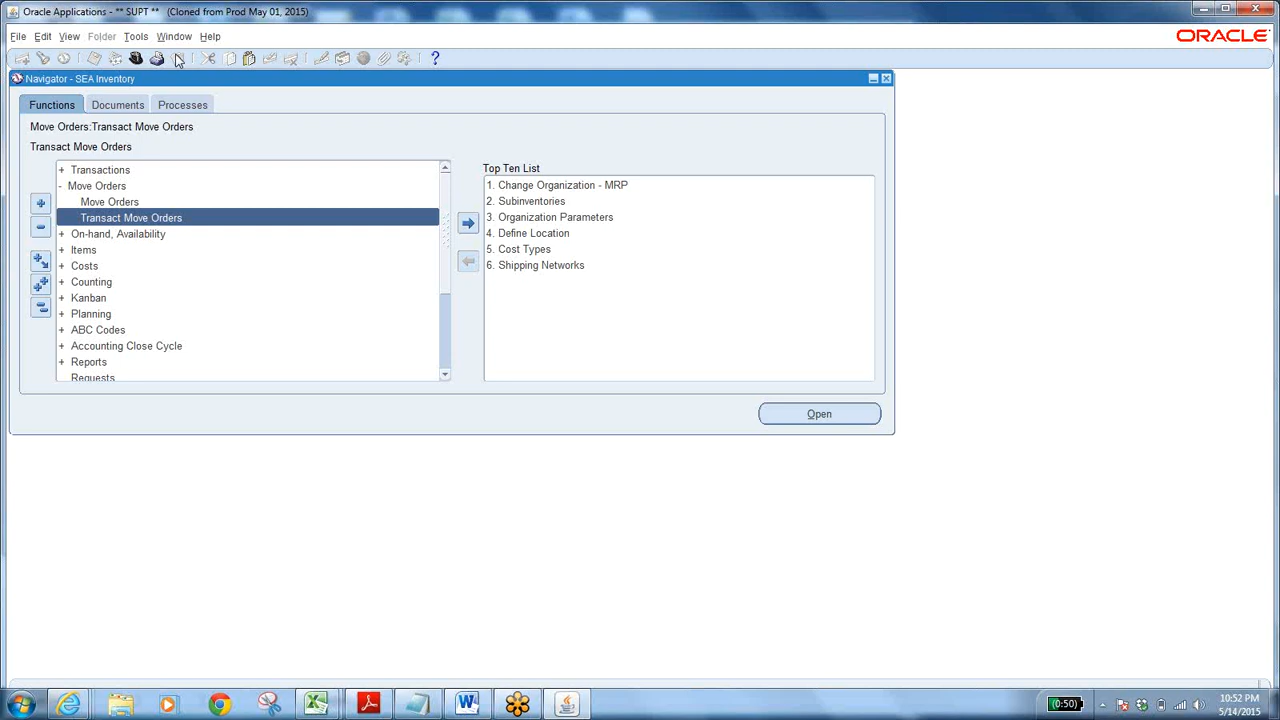 Oracle Applications - ** SUPT ** (Cloned from Prod May 01, 2015)
File Edit View Folder Tools Window Help
ORACLE
Navigator - SEA Inventory
Functions Documents Processes
Move Orders:Transact Move Orders
Transact Move Orders
+ Transactions
- Move Orders
Move Orders
Transact Move Orders
+ On-hand, Availability
+ Items
+ Costs
+ Counting
+ Kanban
+ Planning
+ ABC Codes
+ Accounting Close Cycle
+ Reports
Requests
Top Ten List
1. Change Organization - MRP
2. Subinventories
3. Organization Parameters
4. Define Location
5. Cost Types
6. Shipping Networks
Open
(0:50)
10:52 PM
5/14/2015